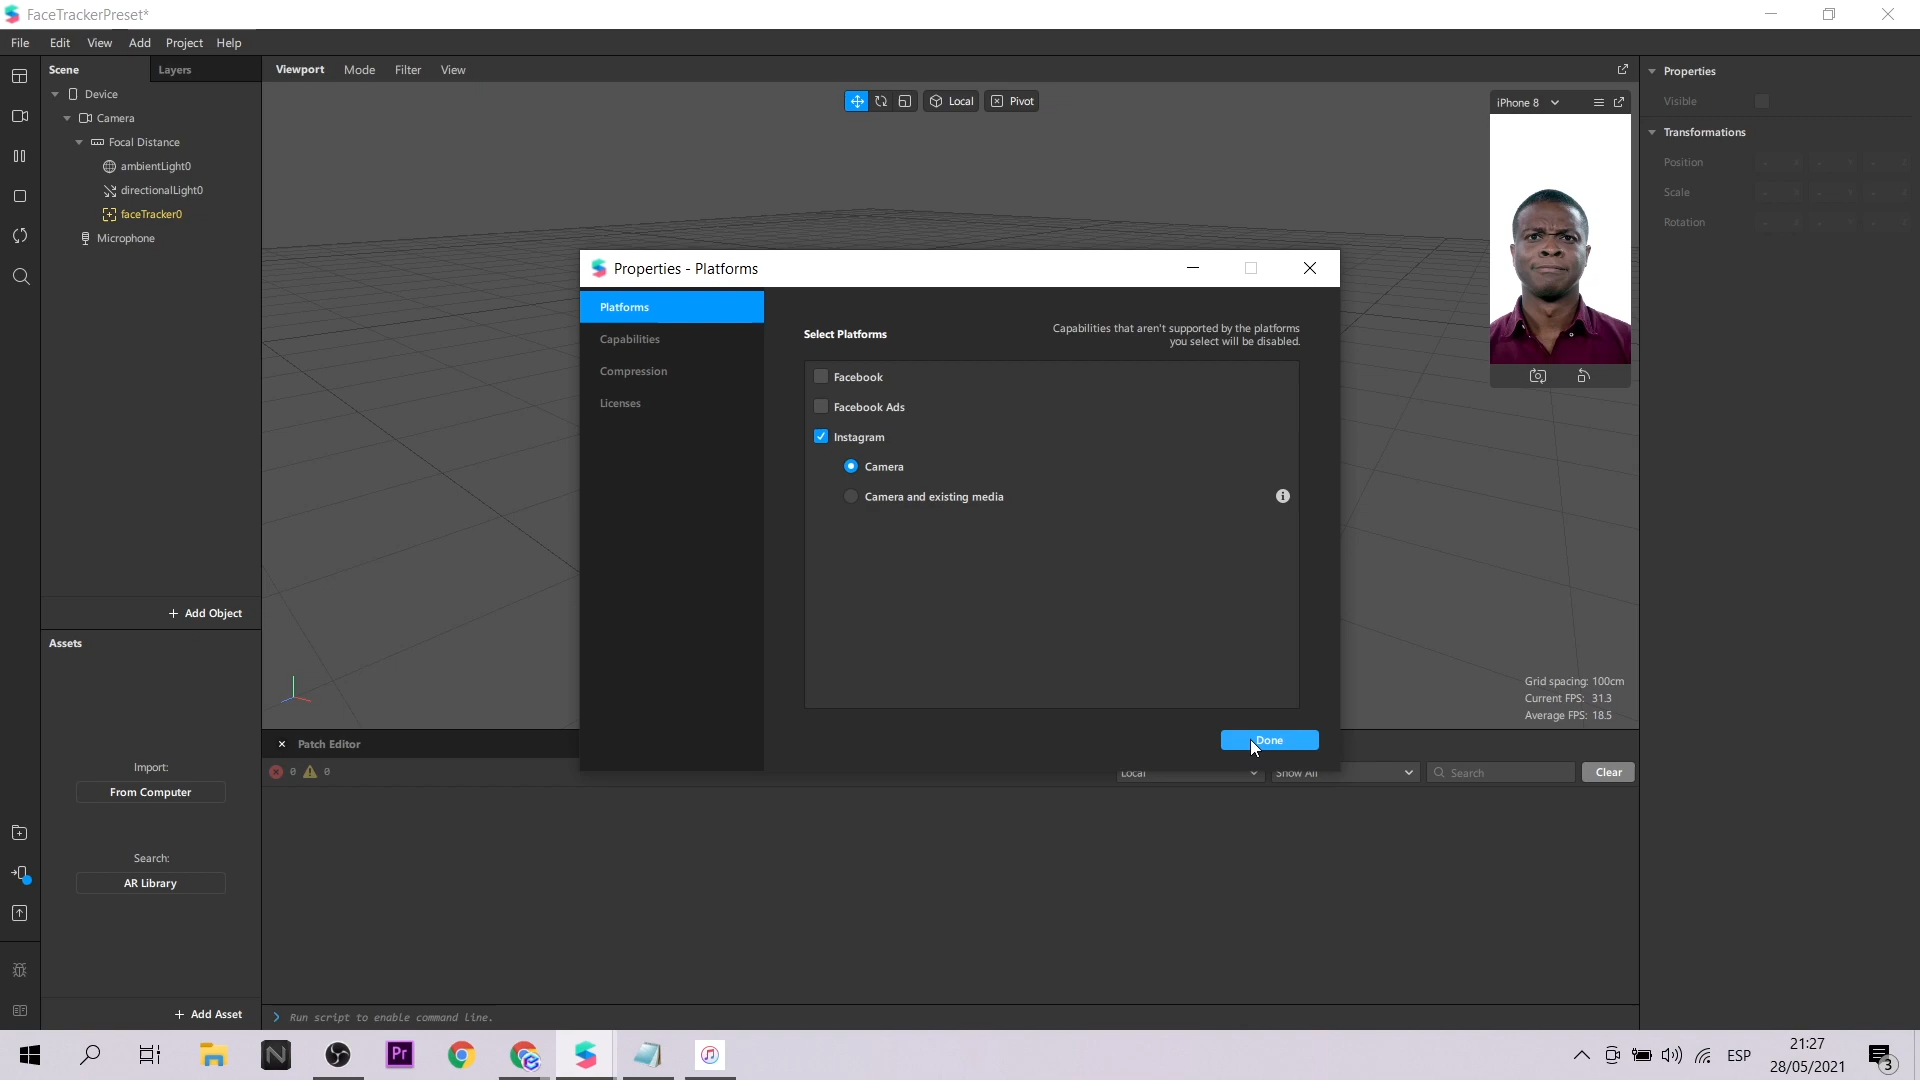 FaceTrackerPreset*
File Edit View Add Project Help
Scene Layers
Device
Camera
Focal Distance
ambientLight0
directionalLight0
faceTracker0
Microphone
+ Add Object
Assets
Import:
From Computer
Search:
AR Library
+ Add Asset
Viewport Mode Filter View
Local Pivot
iPhone 8
Properties - Platforms
Platforms
Capabilities
Compression
Licenses
Select Platforms
Capabilities that aren't supported by the platforms
you select will be disabled.
Facebook
Facebook Ads
Instagram
Camera
Camera and existing media
Done
Grid spacing: 100cm
Current FPS: 31.3
Average FPS: 18.5
Patch Editor
0 0
Local Show All Search Clear
Run script to enable command line.
Properties
Visible
Transformations
Position
Scale
Rotation
Pr
ESP
21:27
28/05/2021
3